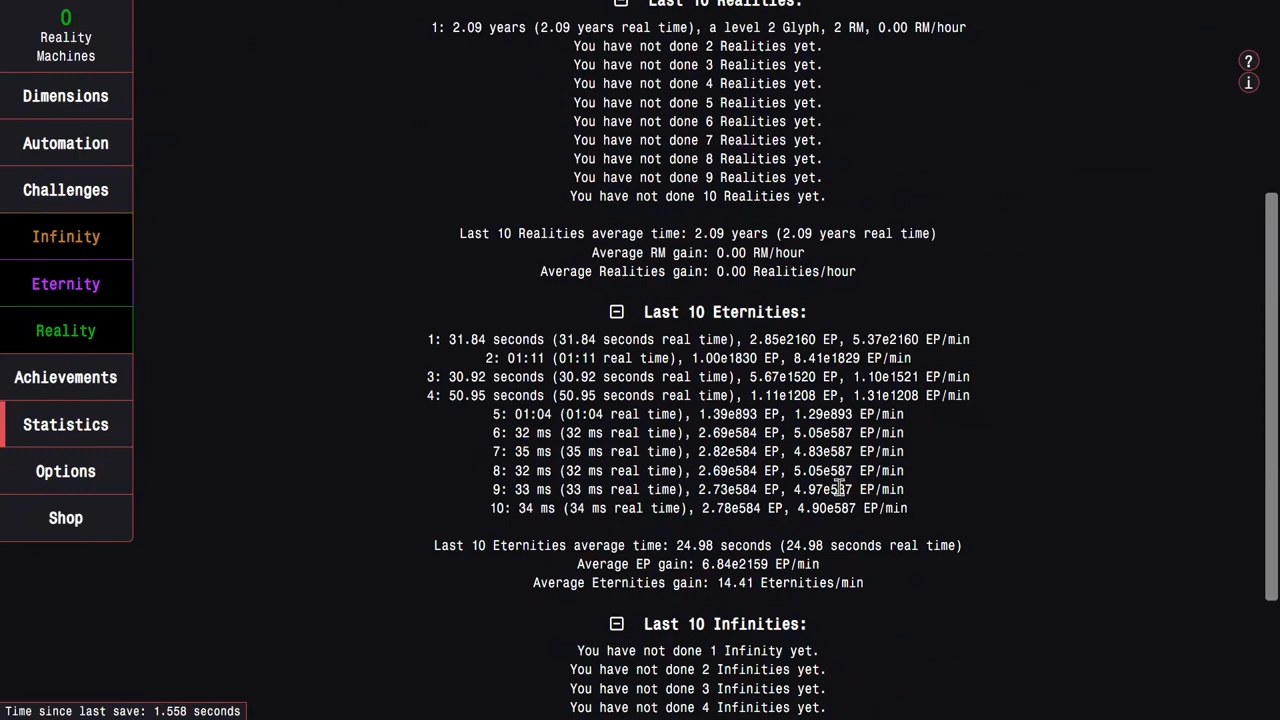 0
Reality
Machines
Dimensions
Automation
Challenges
Infinity
Eternity
Reality
Achievements
Statistics
Options
Shop
Time since last save: 1.558 seconds
Last 10 Realities:
1: 2.09 years (2.09 years real time), a level 2 Glyph, 2 RM, 0.00 RM/hour
You have not done 2 Realities yet.
You have not done 3 Realities yet.
You have not done 4 Realities yet.
You have not done 5 Realities yet.
You have not done 6 Realities yet.
You have not done 7 Realities yet.
You have not done 8 Realities yet.
You have not done 9 Realities yet.
You have not done 10 Realities yet.
Last 10 Realities average time: 2.09 years (2.09 years real time)
Average RM gain: 0.00 RM/hour
Average Realities gain: 0.00 Realities/hour
Last 10 Eternities:
1: 31.84 seconds (31.84 seconds real time), 2.85e2160 EP, 5.37e2160 EP/min
2: 01:11 (01:11 real time), 1.00e1830 EP, 8.41e1829 EP/min
3: 30.92 seconds (30.92 seconds real time), 5.67e1520 EP, 1.10e1521 EP/min
4: 50.95 seconds (50.95 seconds real time), 1.11e1208 EP, 1.31e1208 EP/min
5: 01:04 (01:04 real time), 1.39e893 EP, 1.29e893 EP/min
6: 32 ms (32 ms real time), 2.69e584 EP, 5.05e587 EP/min
7: 35 ms (35 ms real time), 2.82e584 EP, 4.83e587 EP/min
8: 32 ms (32 ms real time), 2.69e584 EP, 5.05e587 EP/min
9: 33 ms (33 ms real time), 2.73e584 EP, 4.97e587 EP/min
10: 34 ms (34 ms real time), 2.78e584 EP, 4.90e587 EP/min
Last 10 Eternities average time: 24.98 seconds (24.98 seconds real time)
Average EP gain: 6.84e2159 EP/min
Average Eternities gain: 14.41 Eternities/min
Last 10 Infinities:
You have not done 1 Infinity yet.
You have not done 2 Infinities yet.
You have not done 3 Infinities yet.
You have not done 4 Infinities yet.
?
i